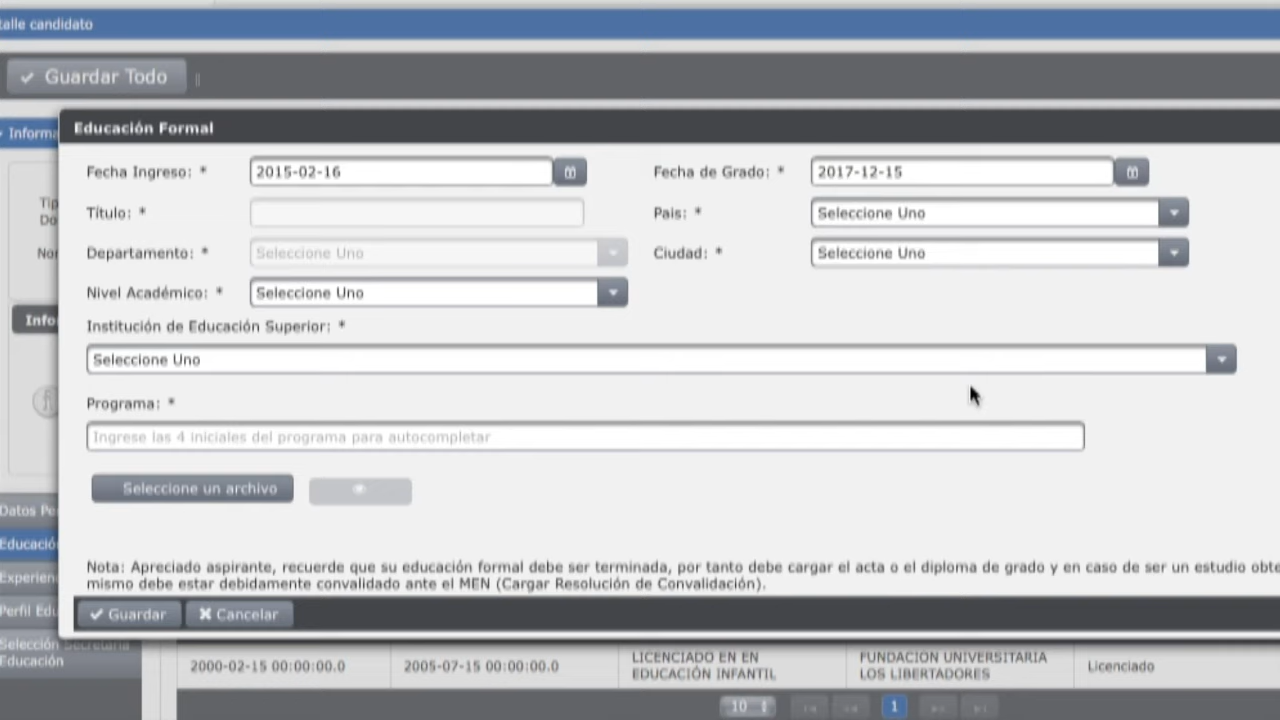 talle candidato
Guardar Todo
Informa
Educación Formal
Fecha Ingreso: * 2015-02-16 Fecha de Grado: * 2017-12-15
Título: * Pais: * Seleccione Uno
Departamento: * Seleccione Uno Ciudad: * Seleccione Uno
Nivel Académico: * Seleccione Uno
Institución de Educación Superior: *
Seleccione Uno
Programa: *
Ingrese las 4 iniciales del programa para autocompletar
Seleccione un archivo
Nota: Apreciado aspirante, recuerde que su educación formal debe ser terminada, por tanto debe cargar el acta o el diploma de grado y en caso de ser un estudio obte
mismo debe estar debidamente convalidado ante el MEN (Cargar Resolución de Convalidación).
Guardar Cancelar
Tip
Do
Nor
Info
Datos Pe
Educació
Experien
Perfil Edu
Selección Secretaría
Educación
2000-02-15 00:00:00.0 2005-07-15 00:00:00.0 LICENCIADO EN EN FUNDACION UNIVERSITARIA Licenciado
EDUCACIÓN INFANTIL LOS LIBERTADORES
10 1